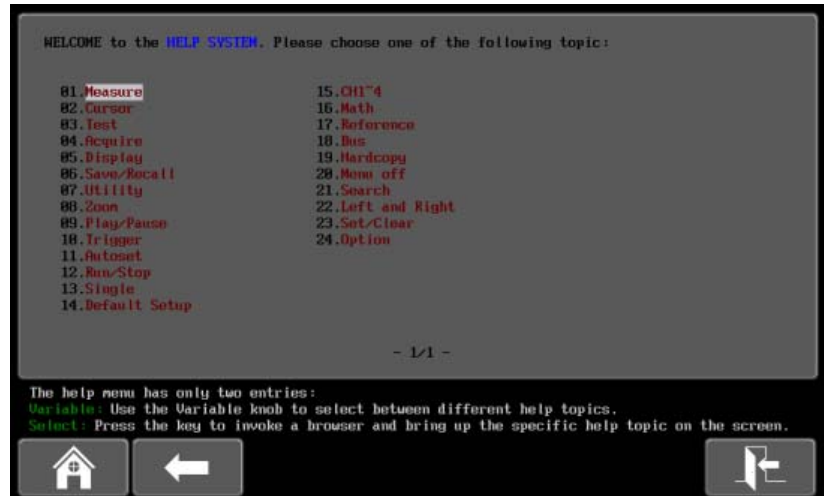 WELCOME to the HELP SYSTEM. Please choose one of the following topic:
01.Measure
02.Cursor
03.Test
04.Acquire
05.Display
06.Save/Recall
07.Utility
08.Zoom
09.Play/Pause
10.Trigger
11.Autoset
12.Run/Stop
13.Single
14.Default Setup
15.CH1~4
16.Math
17.Reference
18.Bus
19.Hardcopy
20.Menu off
21.Search
22.Left and Right
23.Set/Clear
24.Option
- 1/1 -
The help menu has only two entries:
Variable: Use the Variable knob to select between different help topics.
Select: Press the key to invoke a browser and bring up the specific help topic on the screen.